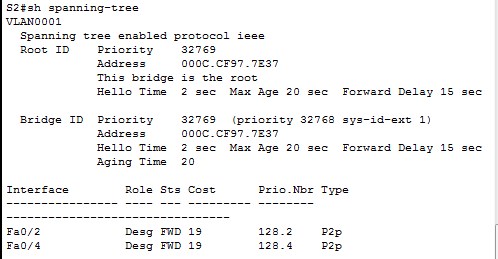 S2#sh spanning-tree
VLAN0001
  Spanning tree enabled protocol ieee
  Root ID    Priority    32769
             Address     000C.CF97.7E37
             This bridge is the root
             Hello Time  2 sec  Max Age 20 sec  Forward Delay 15 sec

  Bridge ID  Priority    32769  (priority 32768 sys-id-ext 1)
             Address     000C.CF97.7E37
             Hello Time  2 sec  Max Age 20 sec  Forward Delay 15 sec
             Aging Time  20

Interface        Role Sts Cost      Prio.Nbr Type
---------------- ---- --- --------- --------
--------------------------------
Fa0/2            Desg FWD 19        128.2    P2p
Fa0/4            Desg FWD 19        128.4    P2p